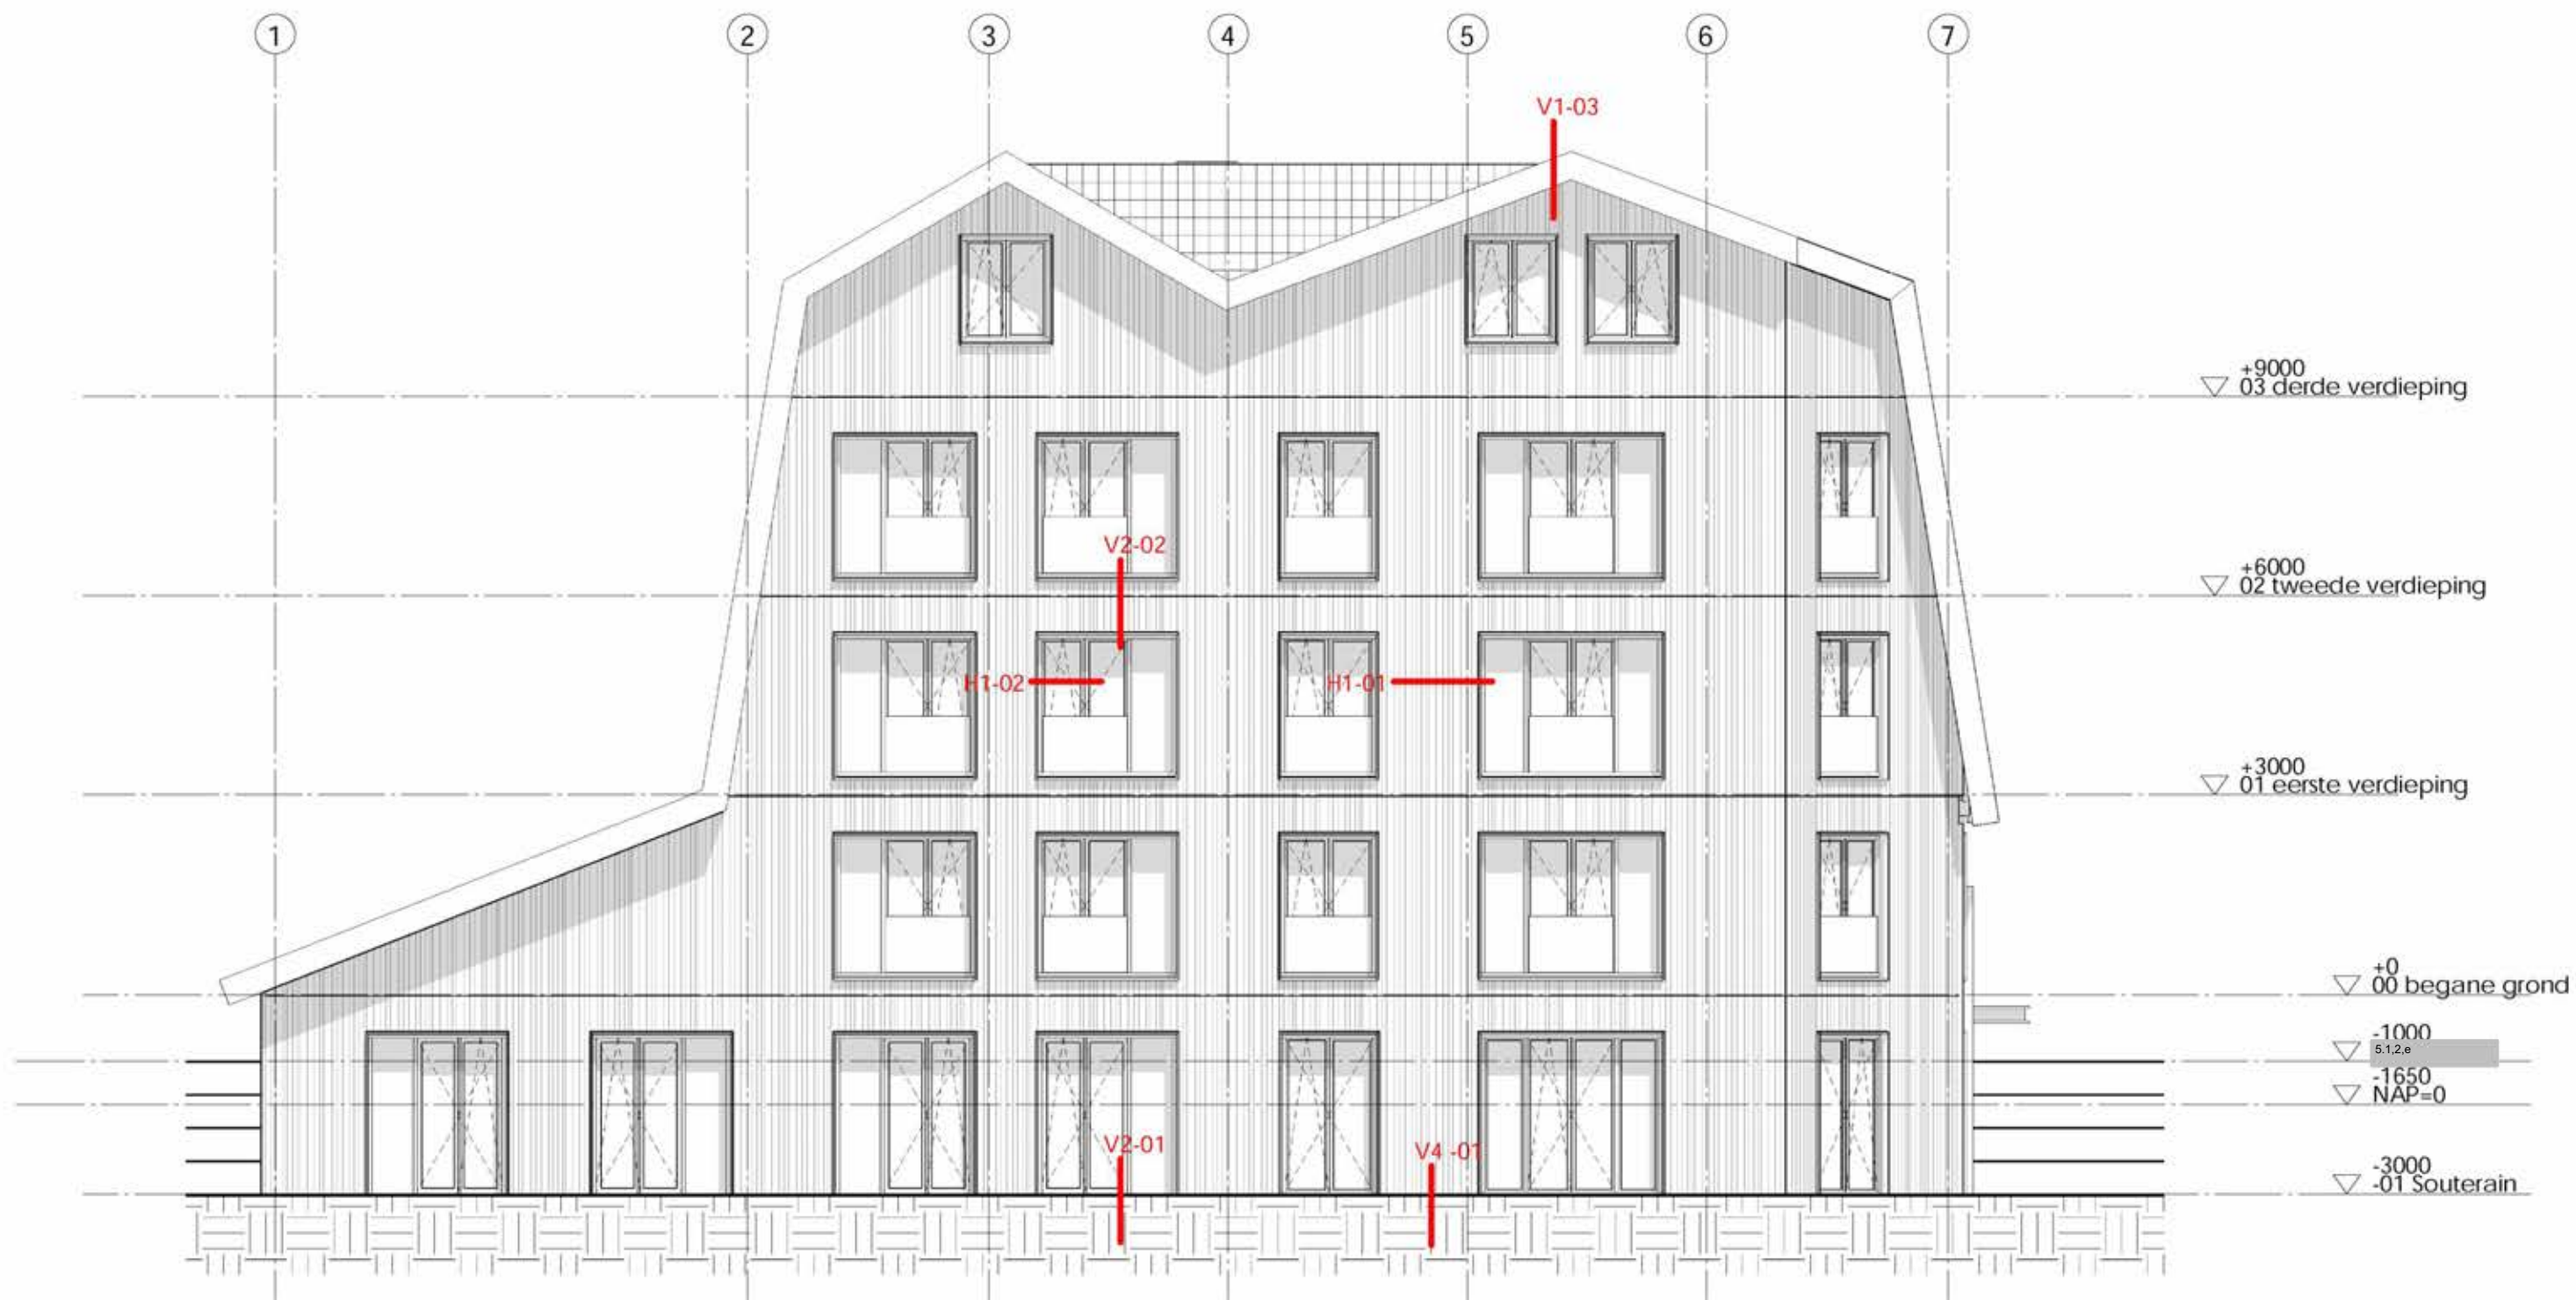 1 2 3 4 5 6 7
V1-03
+9000
03 derde verdieping
V2-02
+6000
02 tweede verdieping
H1-02
H1-01
+3000
01 eerste verdieping
+0
00 begane grond
-1000
5.1,2,e
-1650
NAP=0
V2-01
V4 -01
-3000
-01 Souterain